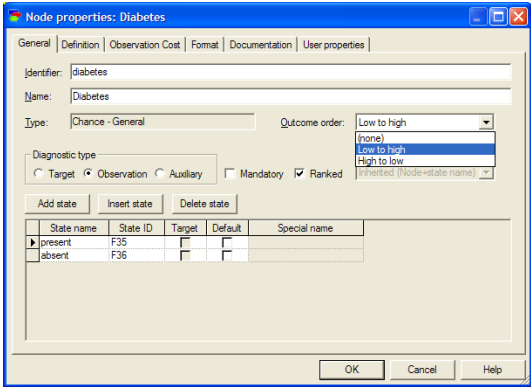 Node properties: Diabetes
General Definition Observation Cost Format Documentation User properties
Identifier: diabetes
Name: Diabetes
Type: Chance - General Outcome order: Low to high
(none)
Low to high
High to low
Diagnostic type
Target Observation Auxiliary Mandatory Ranked Inherited (Node+state name)
Add state Insert state Delete state
State name State ID Target Default Special name
present F35
absent F36
OK Cancel Help